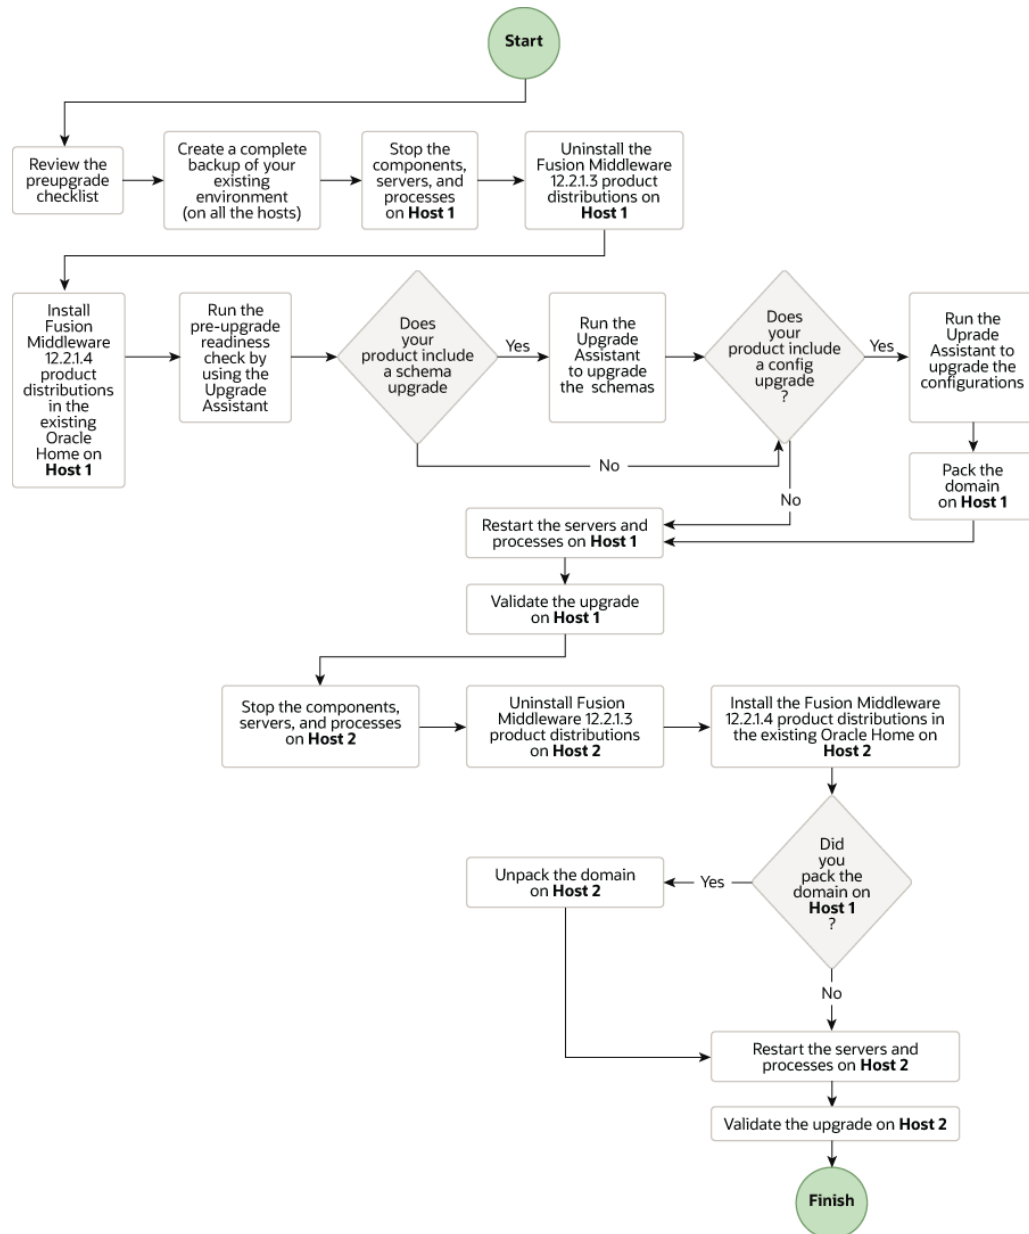 Start
Review the
preupgrade
checklist
Create a complete
backup of your
existing
environment
(on all the hosts)
Stop the
components,
servers, and
processes
on Host 1
Uninstall the
Fusion Middleware
12.2.1.3 product
distributions on
Host 1
Install
Fusion
Middleware
12.2.1.4
product
distributions
in the
existing
Oracle
Home on
Host 1
Run the
pre-upgrade
readiness
check by
using the
Upgrade
Assistant
Does
your
product include
a schema
upgrade
Yes
Run the
Upgrade
Assistant
to upgrade
the schemas
Does
your
product include
a config
upgrade
?
Yes
Run the
Uprade
Assistant to
upgrade the
configurations
No
No
Pack the
domain
on Host 1
Restart the servers and
processes on Host 1
Validate the upgrade
on Host 1
Stop the components,
servers, and processes
on Host 2
Uninstall Fusion
Middleware 12.2.1.3
product distributions
on Host 2
Install the Fusion Middleware
12.2.1.4 product distributions in
the existing Oracle Home on
Host 2
Did
you
pack the
domain on
Host 1
?
Yes
Unpack the domain
on Host 2
No
Restart the servers and
processes on Host 2
Validate the upgrade on Host 2
Finish